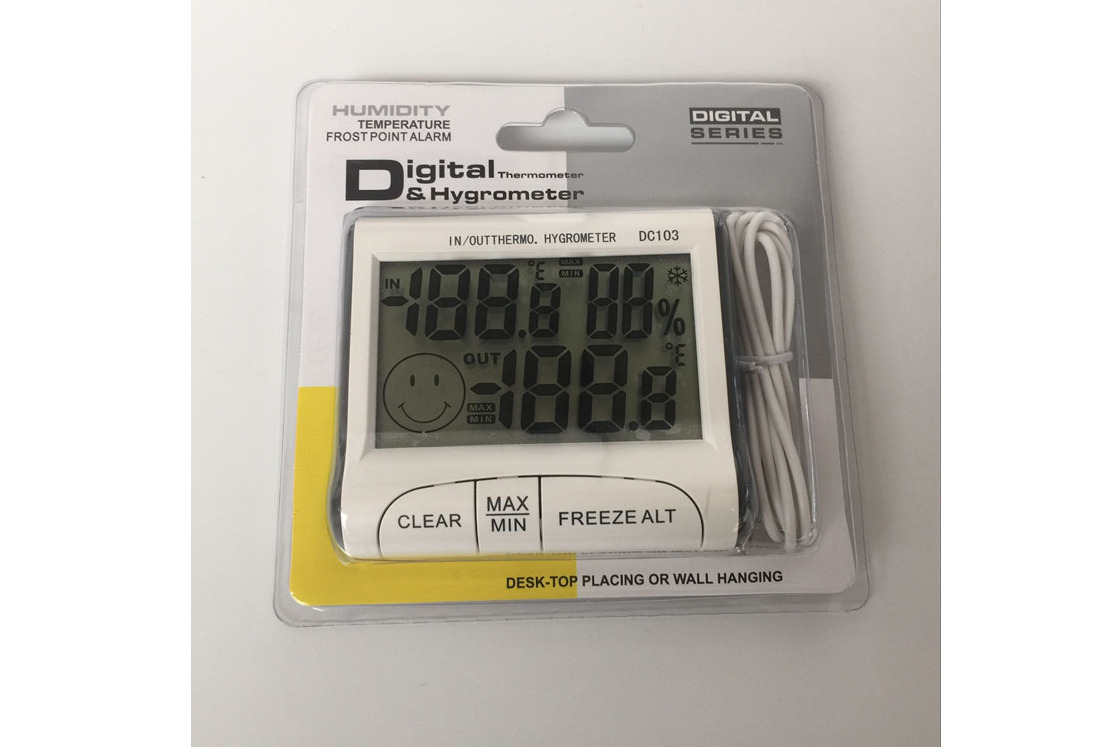 HUMIDITY
TEMPERATURE
FROST POINT ALARM
DIGITAL
SERIES
Digital Thermometer
& Hygrometer
IN/OUTTHERMO. HYGROMETER DC103
MAX
MIN
IN -188.8 °F 88%
OUT -188.8 °F
MAX
MIN
CLEAR
MAX
MIN
FREEZE ALT
DESK-TOP PLACING OR WALL HANGING